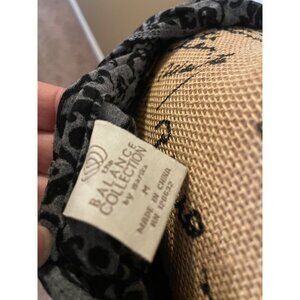 THE
BALANCE
COLLECTION
by Marika
M
MADE IN CHINA